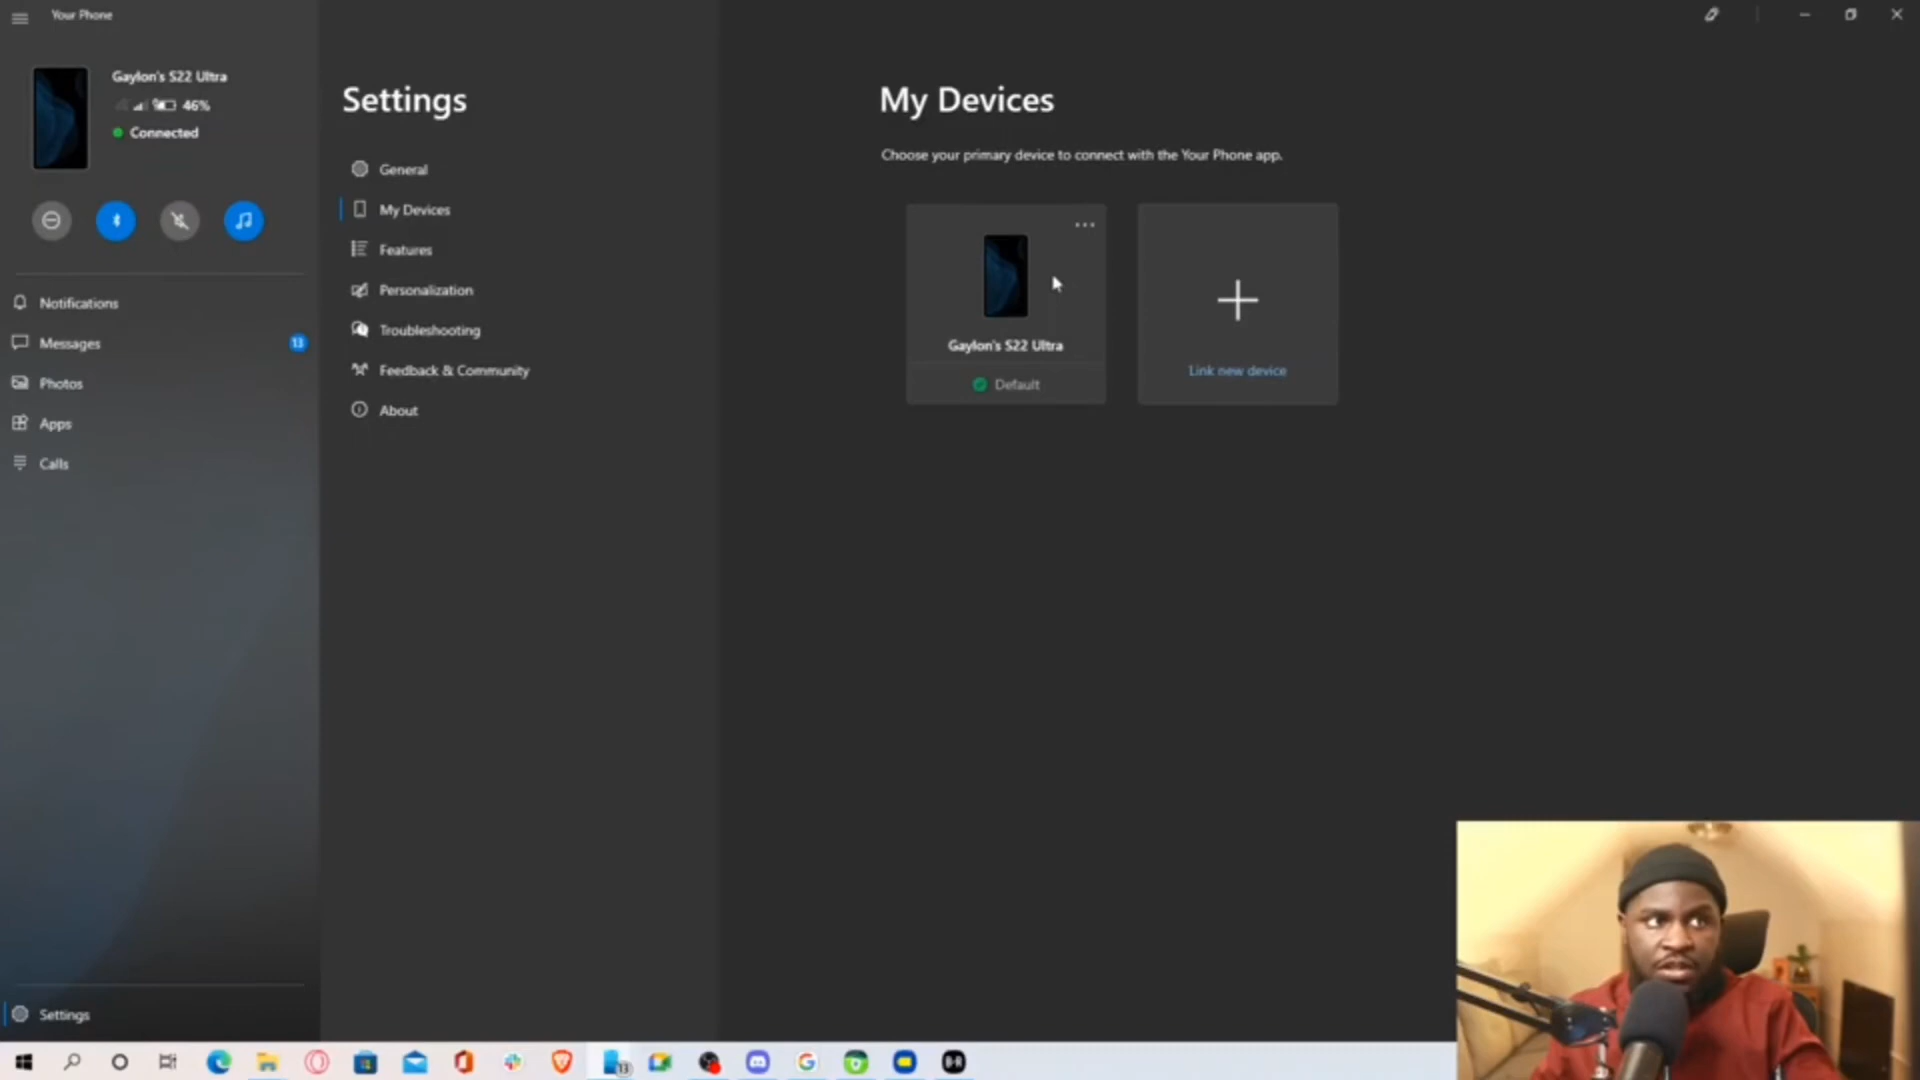 Your Phone
Gaylon's S22 Ultra
46%
Connected
Notifications
Messages
13
Photos
Apps
Calls
Settings
Settings
General
My Devices
Features
Personalization
Troubleshooting
Feedback & Community
About
My Devices
Choose your primary device to connect with the Your Phone app.
Gaylon's S22 Ultra
Default
Link new device
13